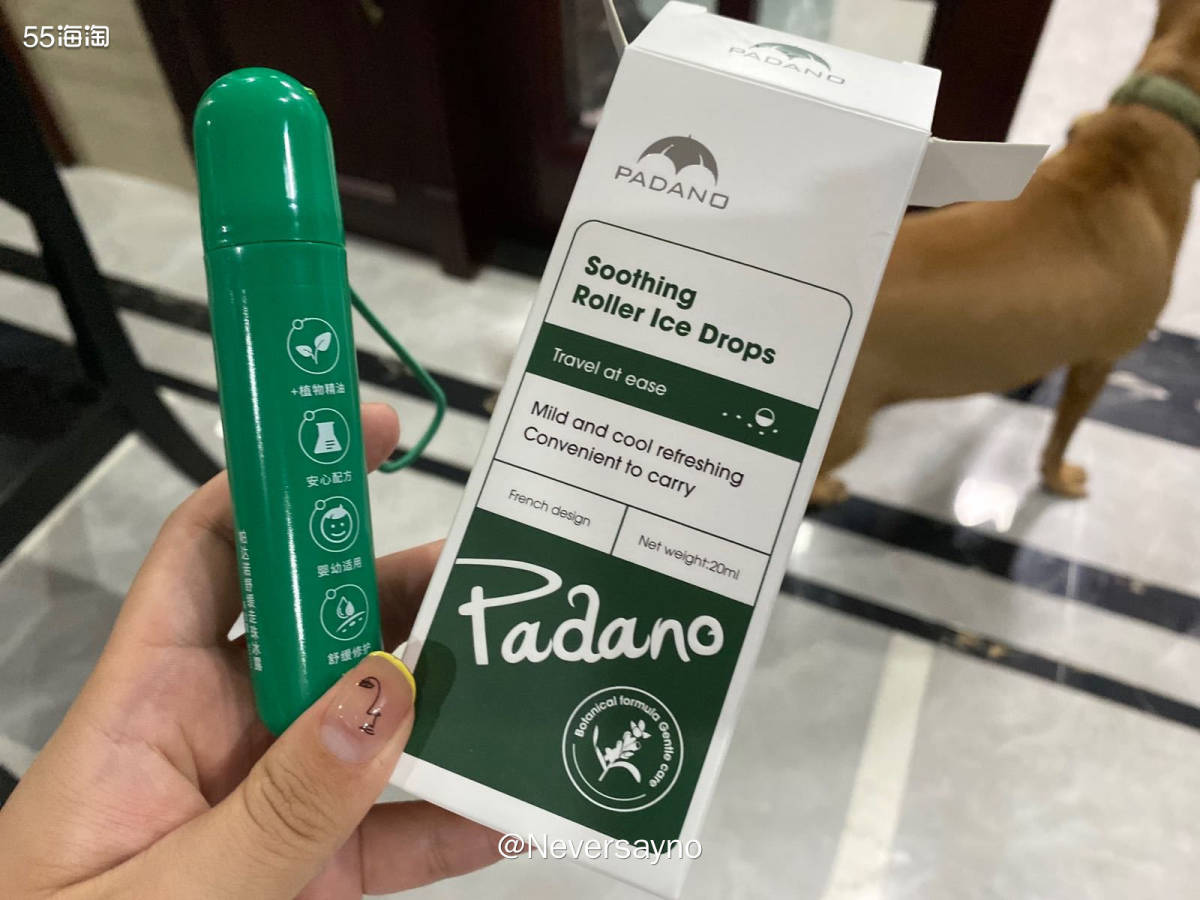 55海淘
+植物精油
安心配方
婴幼适用
舒缓修护
PADANO
PADANO
Soothing
Roller Ice Drops
Travel at ease
Mild and cool refreshing
Convenient to carry
French design
Net weight:20ml
Padano
Botanical formula Gentle care
@Neversayno